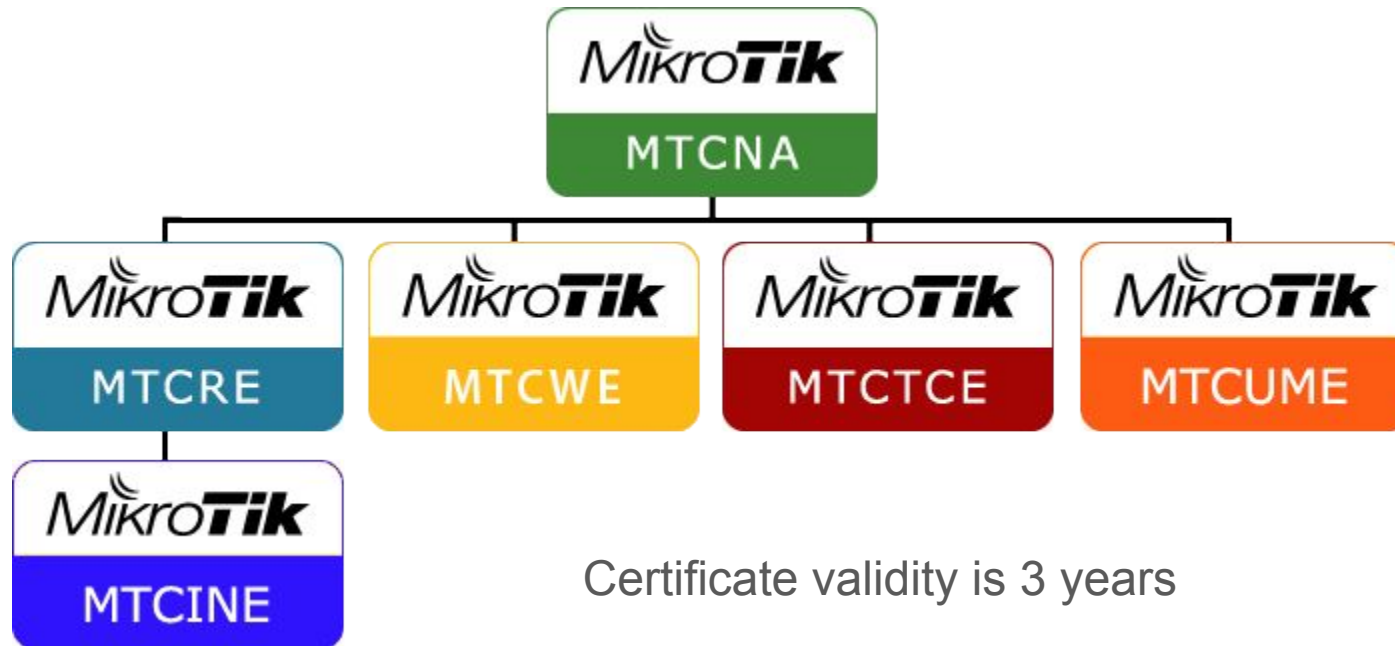 MikroTik
MTCNA
MikroTik MikroTik MikroTik MikroTik
MTCRE MTCWE MTCTCE MTCUME
MikroTik
MTCINE
Certificate validity is 3 years